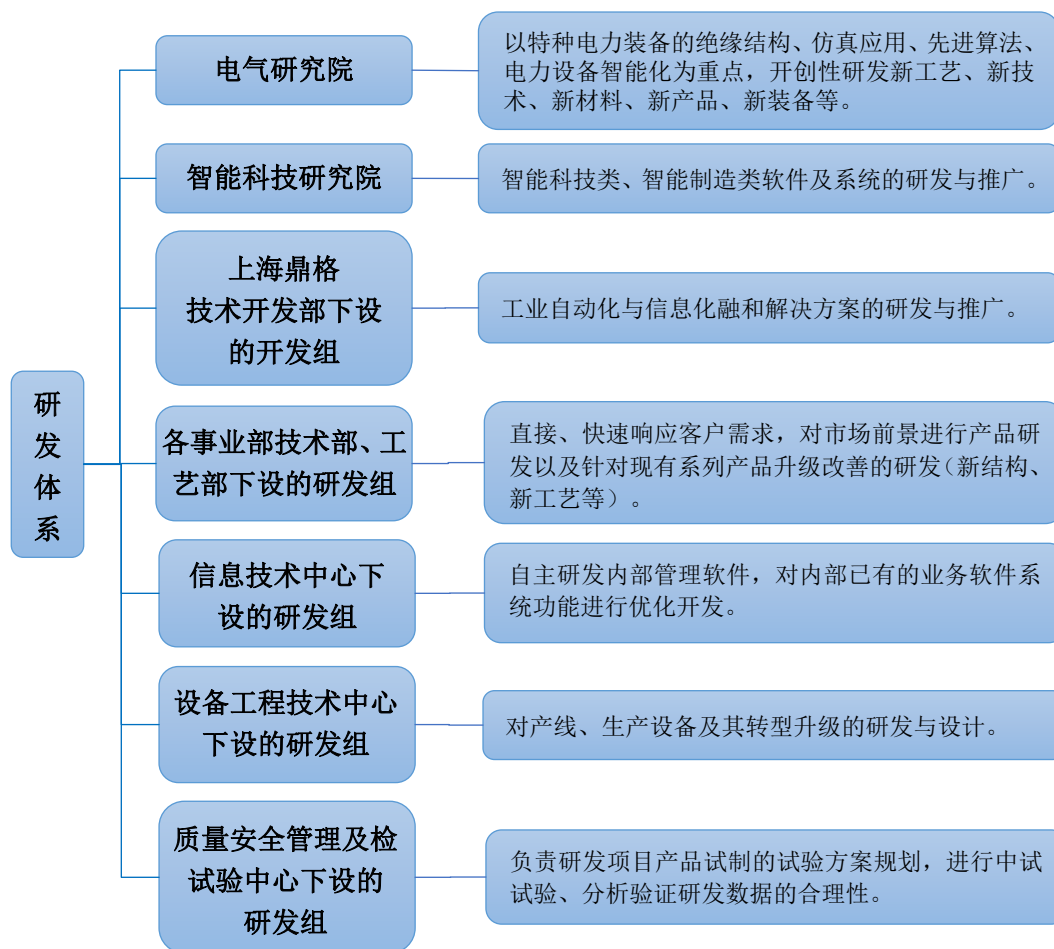 电气研究院
以特种电力装备的绝缘结构、仿真应用、先进算法、
电力设备智能化为重点，开创性研发新工艺、新技
术、新材料、新产品、新装备等。
智能科技研究院
智能科技类、智能制造类软件及系统的研发与推广。
上海鼎格
技术开发部下设
的开发组
工业自动化与信息化融和解决方案的研发与推广。
研
发
体
系
各事业部技术部、工
艺部下设的研发组
直接、快速响应客户需求，对市场前景进行产品研
发以及针对现有系列产品升级改善的研发（新结构、
新工艺等）。
信息技术中心下
设的研发组
自主研发内部管理软件，对内部已有的业务软件系
统功能进行优化开发。
设备工程技术中心
下设的研发组
对产线、生产设备及其转型升级的研发与设计。
质量安全管理及检
试验中心下设的
研发组
负责研发项目产品试制的试验方案规划，进行中试
试验、分析验证研发数据的合理性。